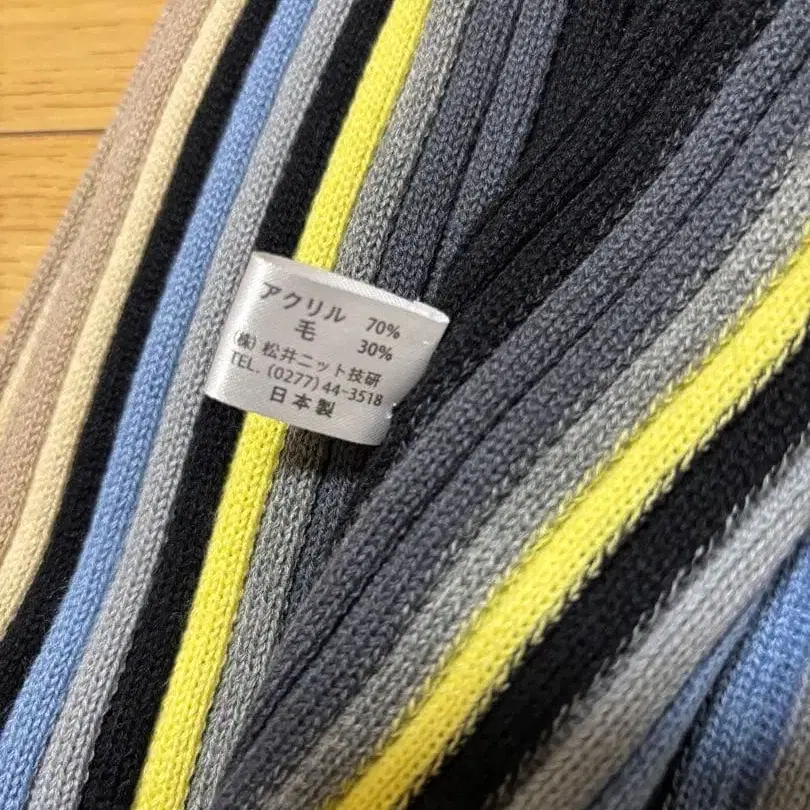 アクリル 70%
毛 30%
(株) 松井ニット技研
TEL. (0277) 44-3518
日本製